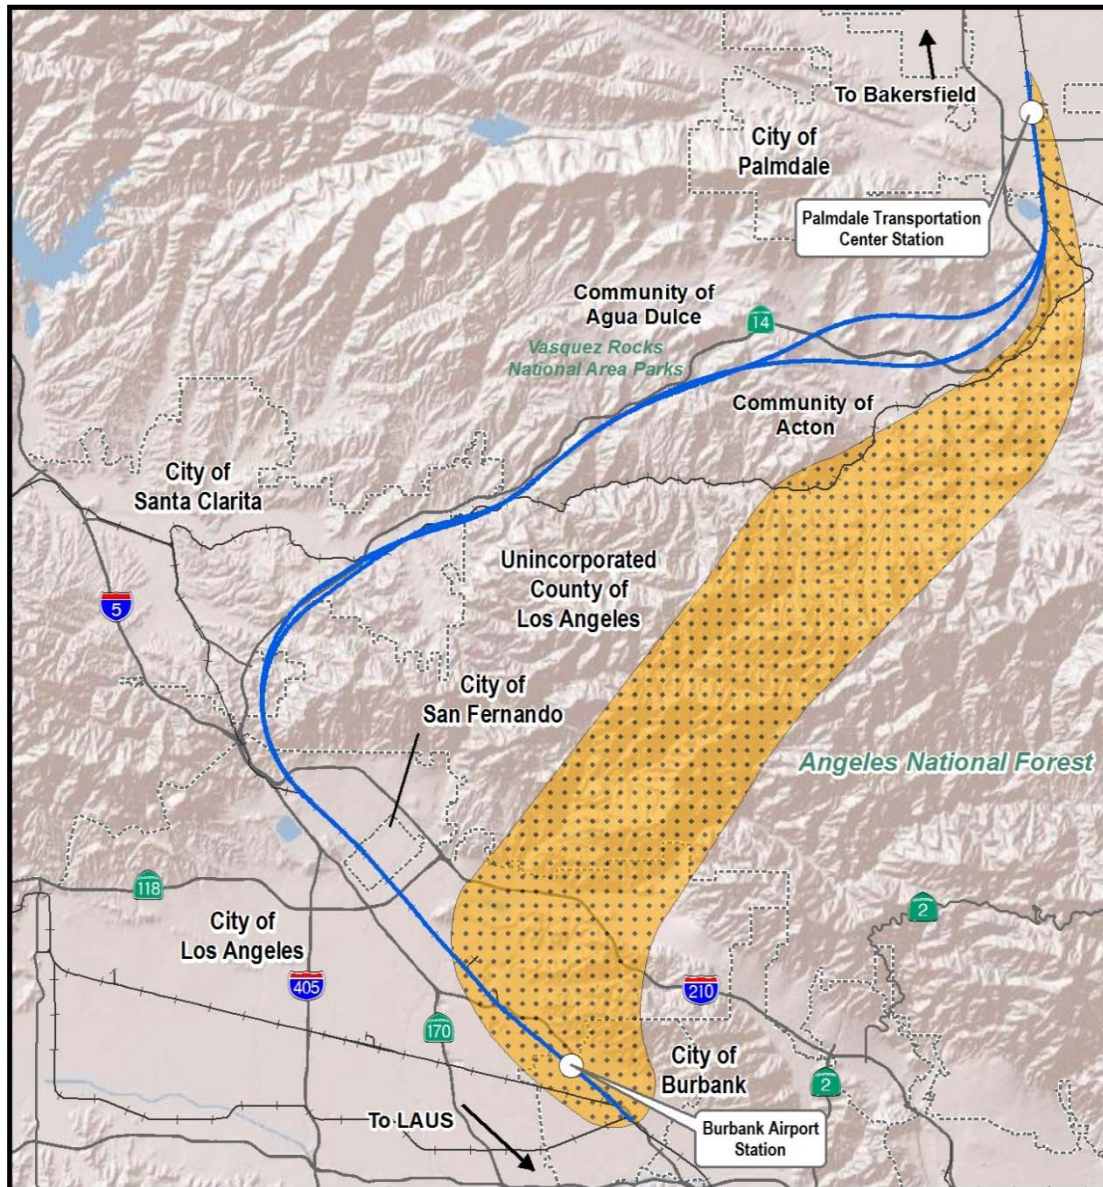 To Bakersfield
City of
Palmdale
Palmdale Transportation
Center Station
Community of
Agua Dulce
14
Vasquez Rocks
National Area Parks
Community of
Acton
City of
Santa Clarita
Unincorporated
County of
Los Angeles
5
City of
San Fernando
Angeles National Forest
118
2
City of
Los Angeles
405
210
170
City of
Burbank
2
To LAUS
Burbank Airport
Station